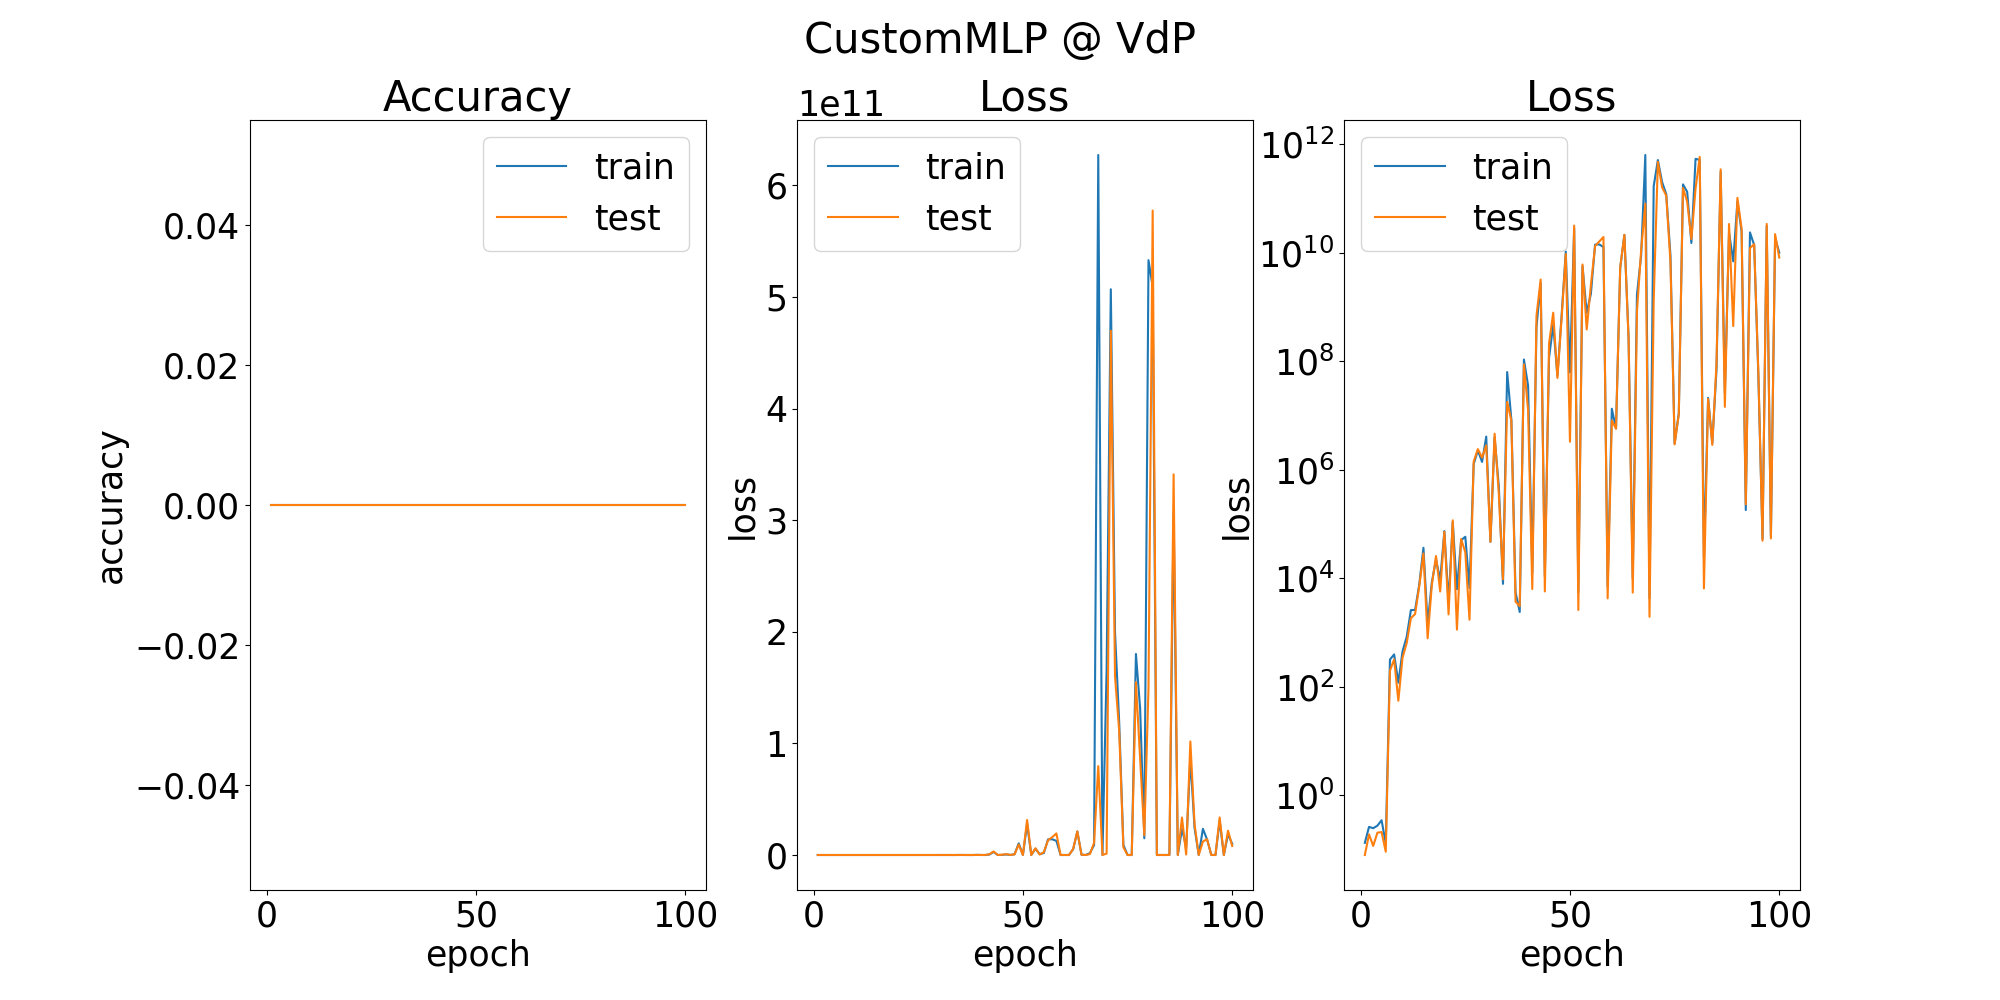 CustomMLP @ VdP
Accuracy
train
test
0.04
0.02
0.00
−0.02
−0.04
accuracy
0
50
100
epoch
Loss
1e11
train
test
6
5
4
3
2
1
0
loss
0
50
100
epoch
Loss
train
test
10^12
10^10
10^8
10^6
10^4
10^2
10^0
loss
0
50
100
epoch